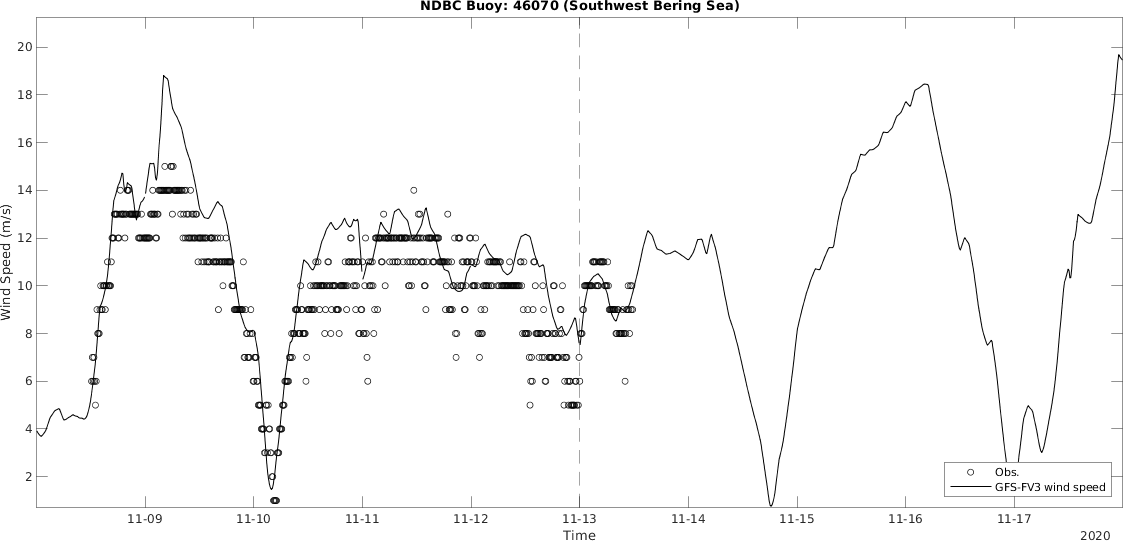 NDBC Buoy: 46070 (Southwest Bering Sea)
Wind Speed (m/s)
20
18
16
14
12
10
8
6
4
2
Obs.
GFS-FV3 wind speed
11-09 11-10 11-11 11-12 11-13 11-14 11-15 11-16 11-17
Time
2020